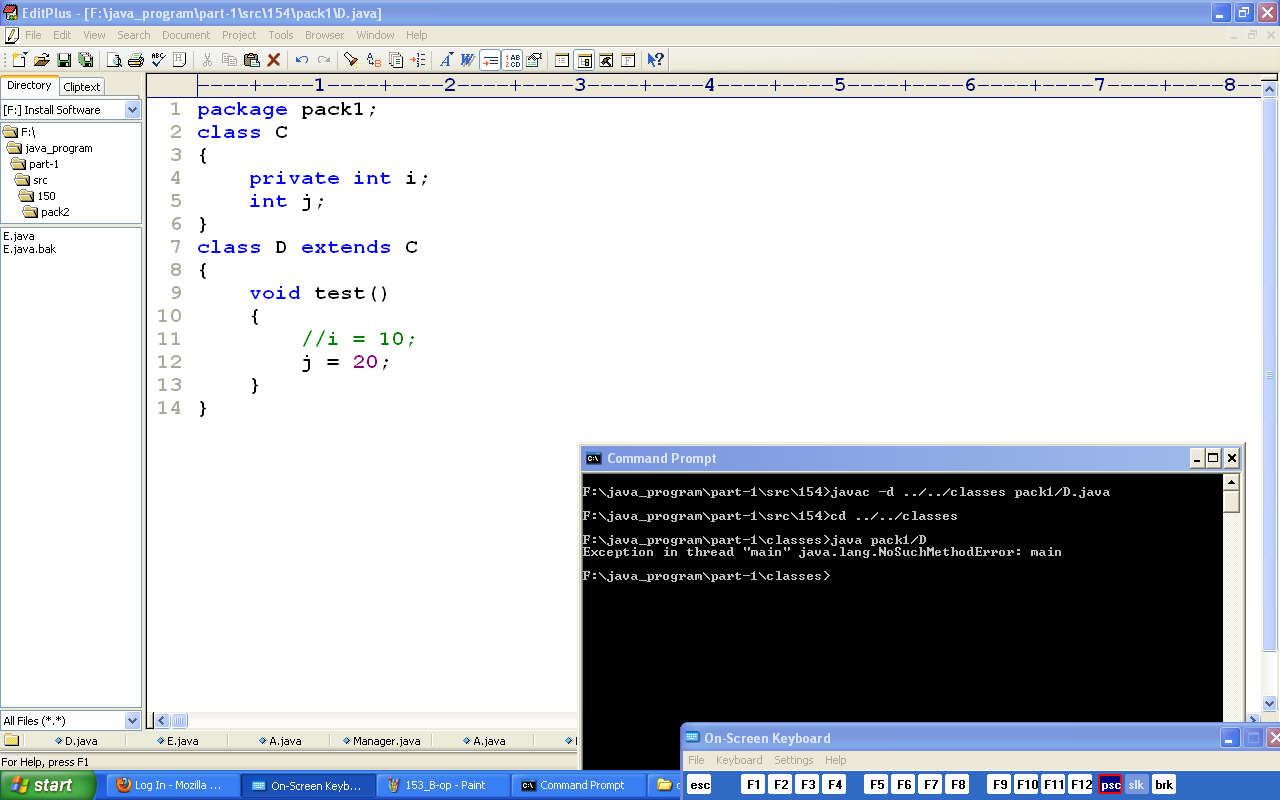 EditPlus - [F:\java_program\part-1\src\154\pack1\D.java]
File Edit View Search Document Project Tools Browser Window Help
Directory Cliptext
[F:] Install Software
F:\
java_program
part-1
src
150
pack2
E.java
E.java.bak
All Files (*.*)
----+----1----+----2----+----3----+----4----+----5----+----6----+----7----+----8--
1 package pack1;
2 class C
3 {
4 private int i;
5 int j;
6 }
7 class D extends C
8 {
9 void test()
10 {
11 //i = 10;
12 j = 20;
13 }
14 }
Command Prompt
F:\java_program\part-1\src\154>javac -d ../../classes pack1/D.java
F:\java_program\part-1\src\154>cd ../../classes
F:\java_program\part-1\classes>java pack1/D
Exception in thread "main" java.lang.NoSuchMethodError: main
F:\java_program\part-1\classes>
D.java E.java A.java Manager.java A.java
For Help, press F1
On-Screen Keyboard
File Keyboard Settings Help
esc F1 F2 F3 F4 F5 F6 F7 F8 F9 F10 F11 F12 psc slk brk
start Log In - Mozilla ... On-Screen Keyb... 153_B-op - Paint Command Prompt